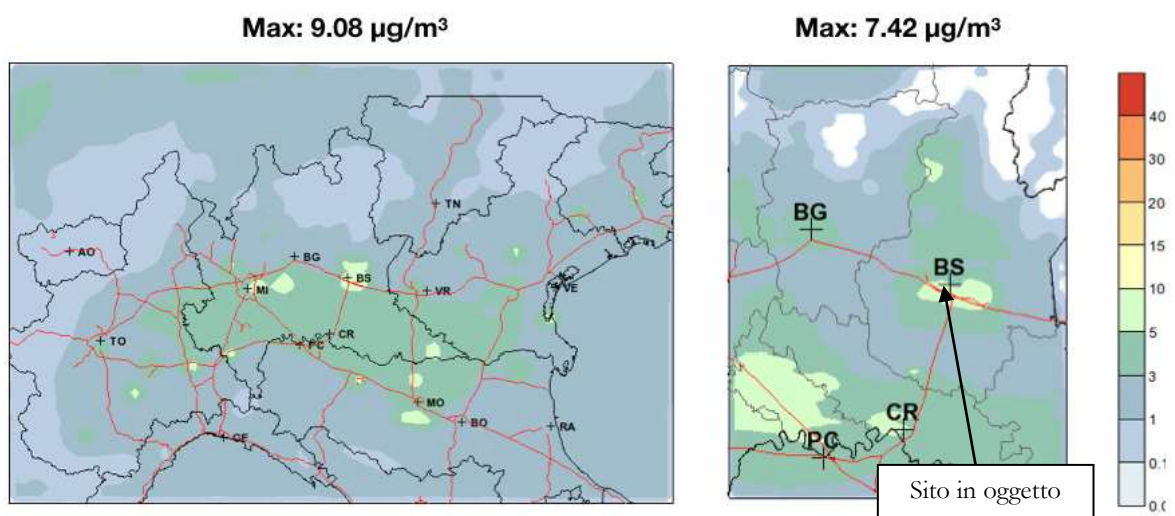 Max: 9.08 µg/m³
Max: 7.42 µg/m³
TN
AO
BG
BS
MI
VR
VE
TO
CR
PC
MO
BO
RA
GE
BG
BS
CR
PC
Sito in oggetto
40
30
20
15
10
5
3
1
0.1